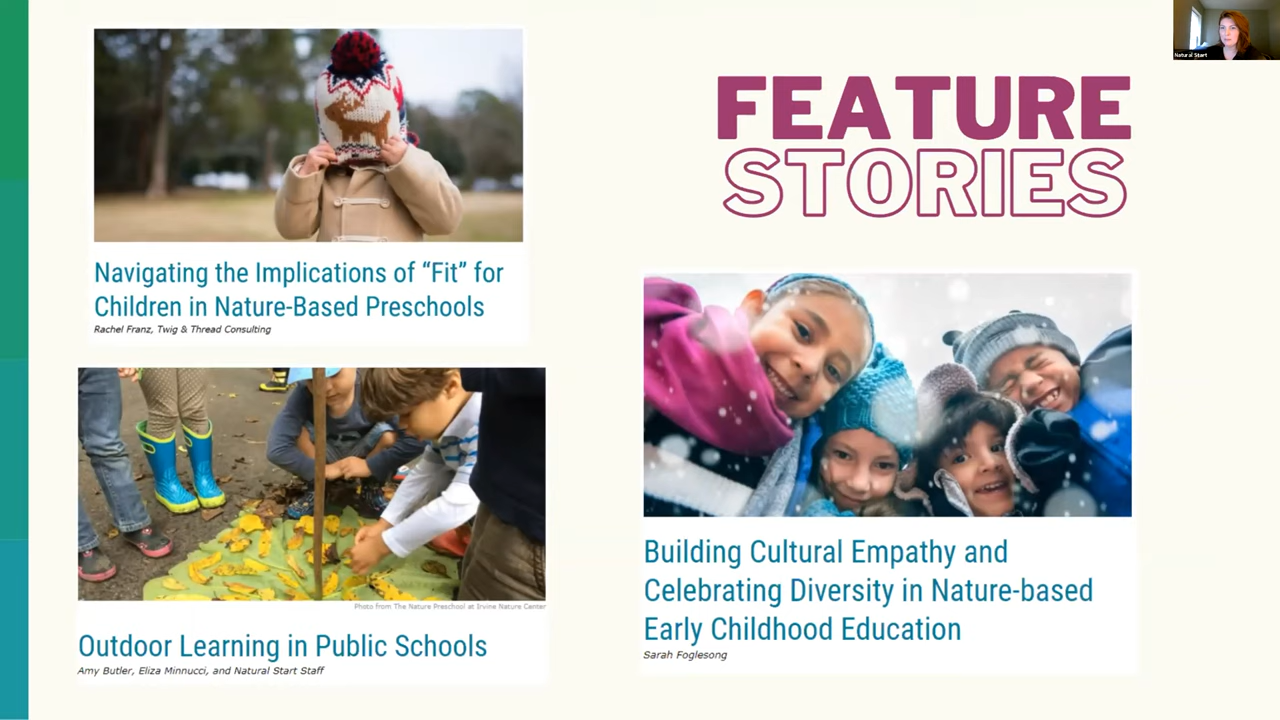 Natural Start
FEATURE
STORIES
Navigating the Implications of “Fit” for
Children in Nature-Based Preschools
Rachel Franz, Twig & Thread Consulting
Photo from The Nature Preschool at Irvine Nature Center
Outdoor Learning in Public Schools
Amy Butler, Eliza Minnucci, and Natural Start Staff
Building Cultural Empathy and
Celebrating Diversity in Nature-based
Early Childhood Education
Sarah Foglesong